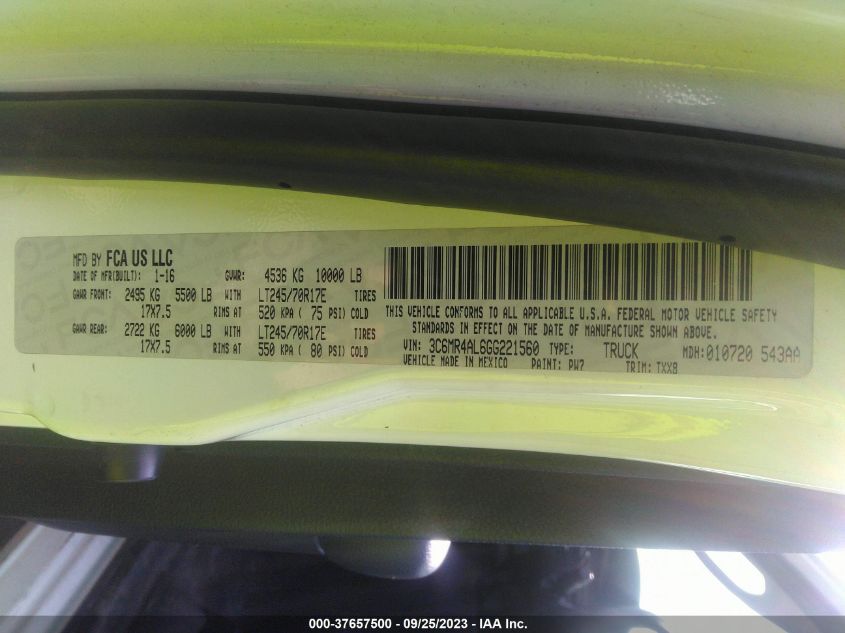 MFD BY FCA US LLC
DATE OF MFR(BUILT): 1-16 GVWR: 4536 KG 10000 LB
GAWR FRONT: 2495 KG 5500 LB WITH LT245/70R17E TIRES
17X7.5 RIMS AT 520 KPA ( 75 PSI) COLD
GAWR REAR: 2722 KG 6000 LB WITH LT245/70R17E TIRES
17X7.5 RIMS AT 550 KPA ( 80 PSI) COLD
THIS VEHICLE CONFORMS TO ALL APPLICABLE U.S.A. FEDERAL MOTOR VEHICLE SAFETY
STANDARDS IN EFFECT ON THE DATE OF MANUFACTURE SHOWN ABOVE.
VIN: 3C6MR4AL6GG221560 TYPE: TRUCK MDH:010720 543AA
VEHICLE MADE IN MEXICO PAINT: PW7 TRIM: TXX8
000-37657500 - 09/25/2023 - IAA Inc.